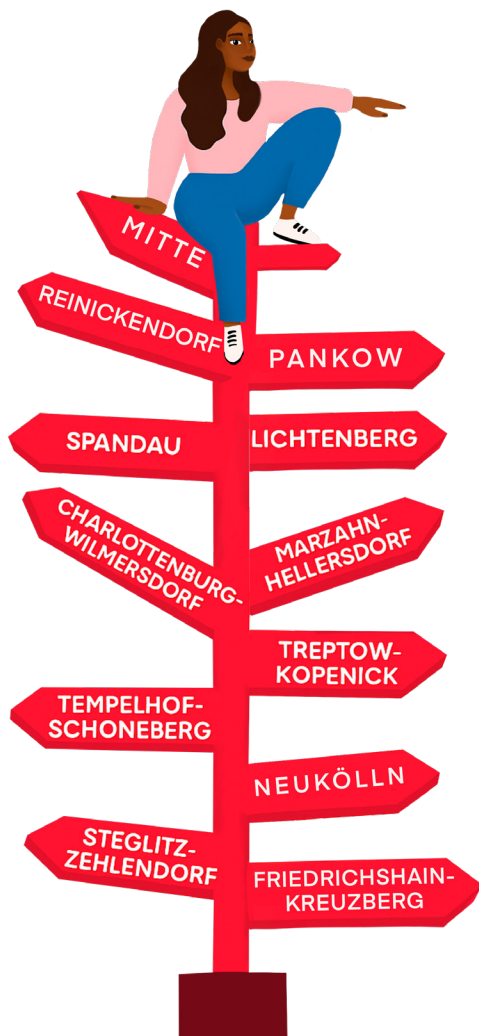 MITTE
REINICKENDORF
PANKOW
SPANDAU
LICHTENBERG
CHARLOTTENBURG-
WILMERSDORF
MARZAHN-
HELLERSDORF
TREPTOW-
KOPENICK
TEMPELHOF-
SCHONEBERG
NEUKÖLLN
STEGLITZ-
ZEHLENDORF
FRIEDRICHSHAIN-
KREUZBERG